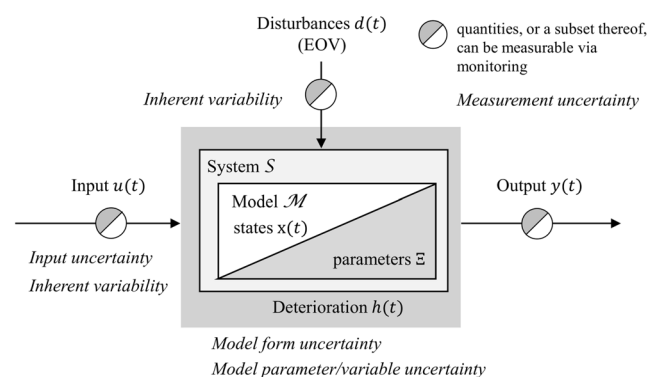 Disturbances d(t)
(EOV)
quantities, or a subset thereof,
can be measurable via
monitoring
Inherent variability
Measurement uncertainty
System S
Input u(t)
Model ℳ
states x(t)
Output y(t)
parameters Ξ
Input uncertainty
Inherent variability
Deterioration h(t)
Model form uncertainty
Model parameter/variable uncertainty